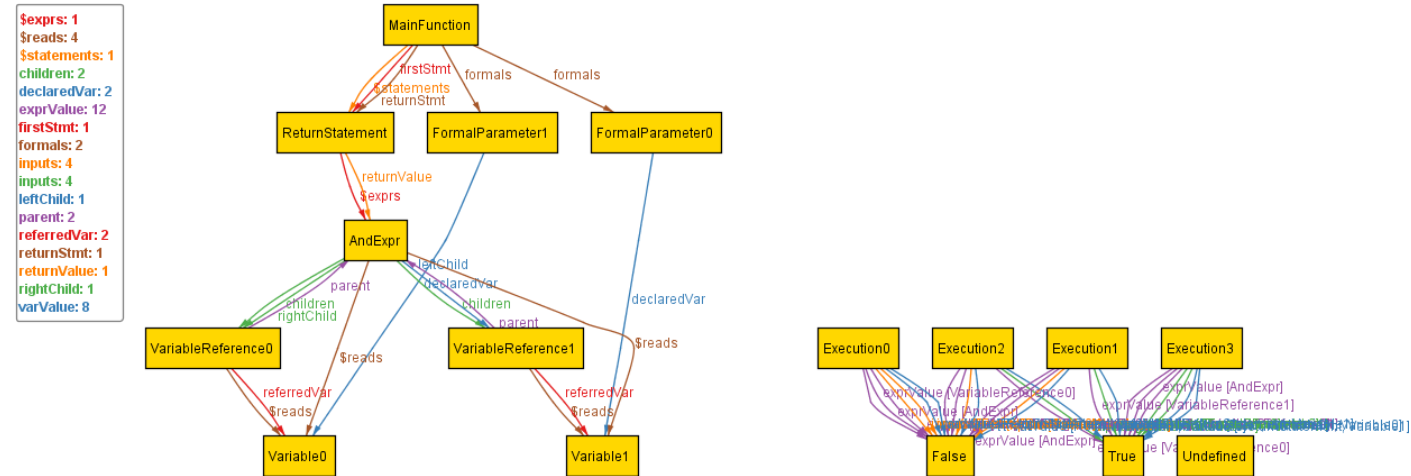 $exprs: 1
$reads: 4
$statements: 1
children: 2
declaredVar: 2
exprValue: 12
firstStmt: 1
formals: 2
inputs: 4
inputs: 4
leftChild: 1
parent: 2
referredVar: 2
returnStmt: 1
returnValue: 1
rightChild: 1
varValue: 8
MainFunction
firstStmt
formals
formals
$statements
returnStmt
ReturnStatement
FormalParameter1
FormalParameter0
returnValue
$exprs
AndExpr
leftChild
declaredVar
parent
children
rightChild
children
parent
declaredVar
VariableReference0
VariableReference1
$reads
$reads
Execution0
Execution2
Execution1
Execution3
referredVar
$reads
referredVar
$reads
exprValue [VariableReference0]
exprValue [AndExpr]
exprValue [AndExpr]
exprValue [VariableReference1]
exprValue [AndExpr]
Variable0
Variable1
False
True
Undefined